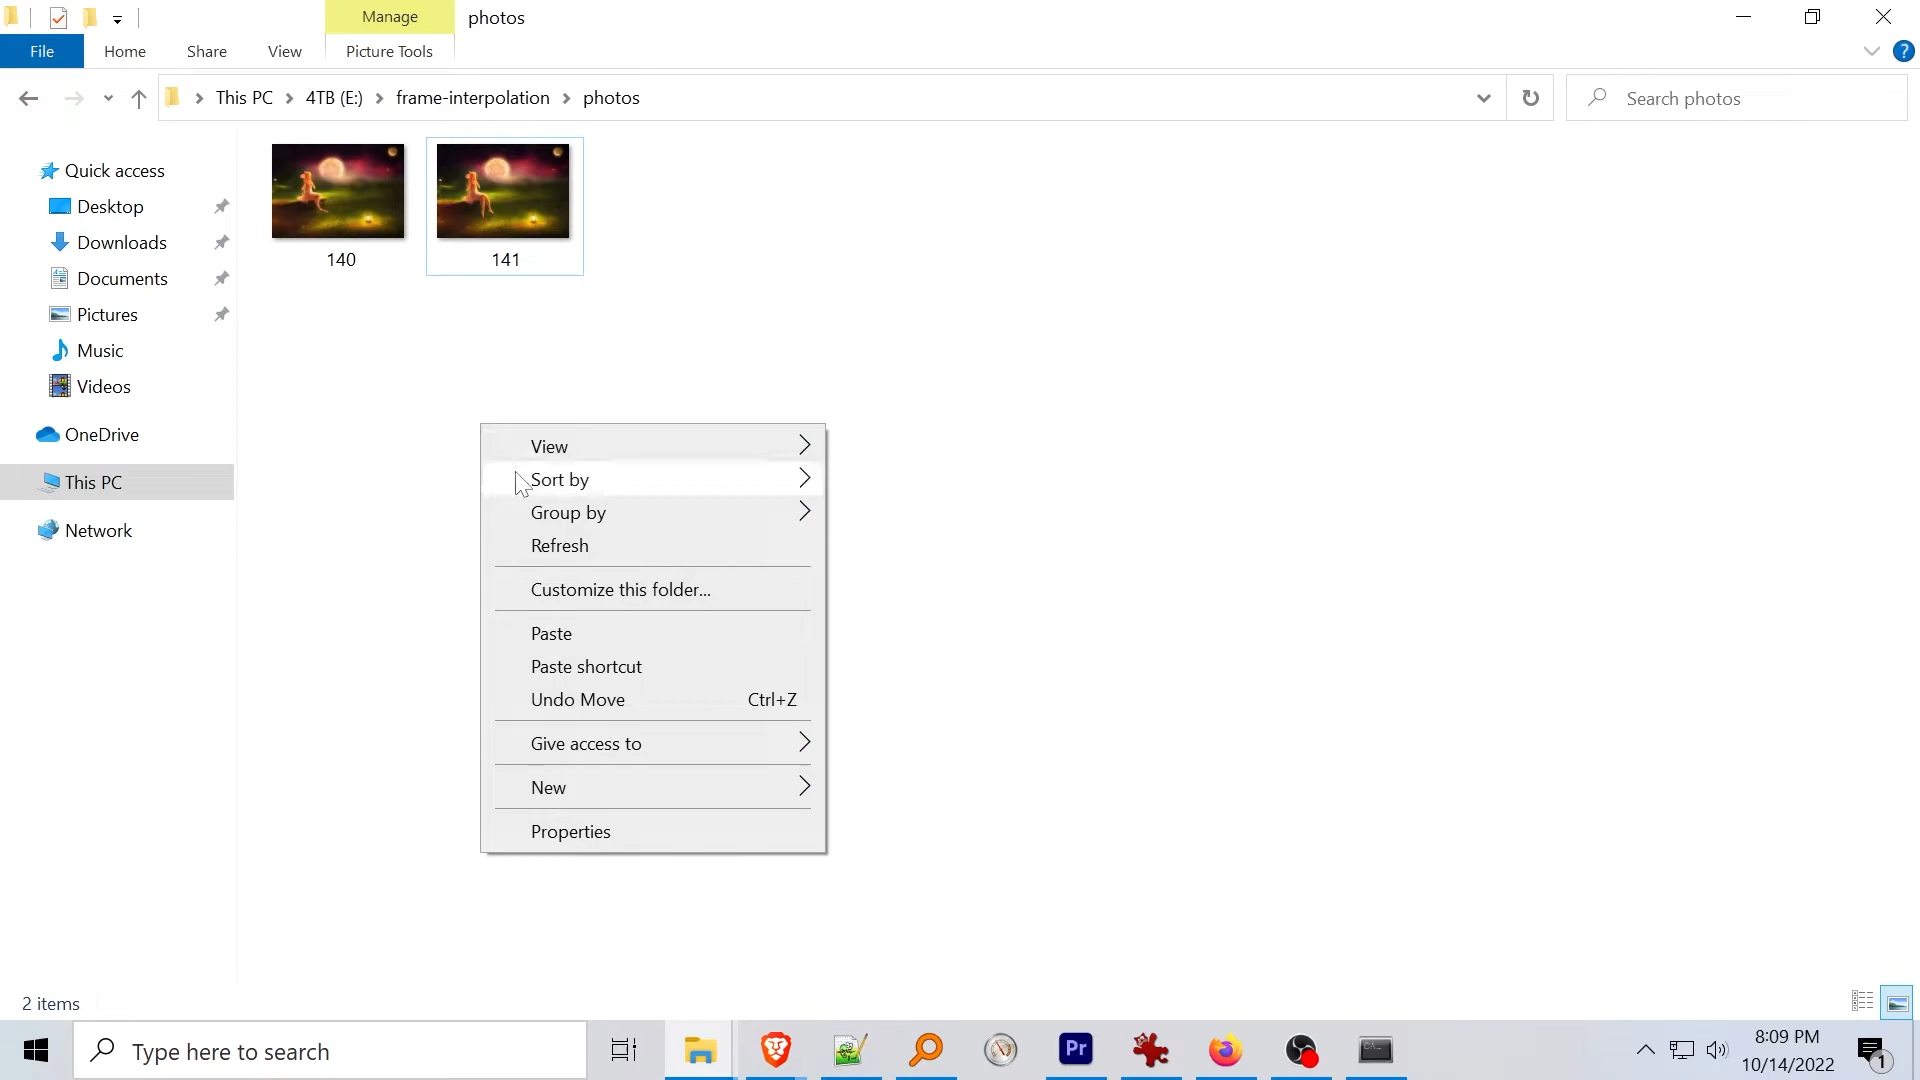 Manage
photos
File
Home
Share
View
Picture Tools
?
This PC
4TB (E:)
frame-interpolation
photos
Search photos
Quick access
Desktop
Downloads
Documents
Pictures
Music
Videos
OneDrive
This PC
Network
140
141
View
Sort by
Group by
Refresh
Customize this folder...
Paste
Paste shortcut
Undo Move Ctrl+Z
Give access to
New
Properties
2 items
Type here to search
Pr
8:09 PM
10/14/2022
1